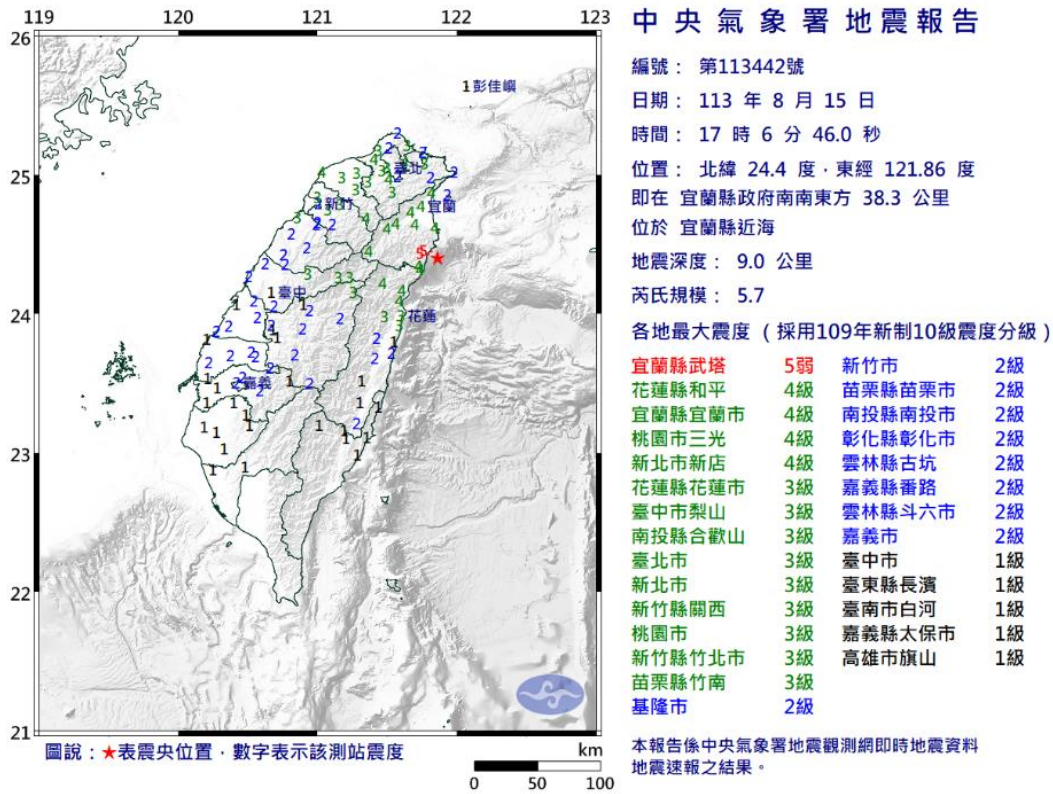 119 120 121 122 123
26
25
24
23
22
21
1彭佳嶼
臺北
新竹
宜蘭
5
臺中
花蓮
嘉義
圖說：★表震央位置，數字表示該測站震度
km
0 50 100
中央氣象署地震報告
編號： 第113442號
日期： 113 年 8 月 15 日
時間： 17 時 6 分 46.0 秒
位置： 北緯 24.4 度，東經 121.86 度
即在 宜蘭縣政府南南東方 38.3 公里
位於 宜蘭縣近海
地震深度： 9.0 公里
芮氏規模： 5.7
各地最大震度 (採用109年新制10級震度分級)
宜蘭縣武塔 5弱 新竹市 2級
花蓮縣和平 4級 苗栗縣苗栗市 2級
宜蘭縣宜蘭市 4級 南投縣南投市 2級
桃園市三光 4級 彰化縣彰化市 2級
新北市新店 4級 雲林縣古坑 2級
花蓮縣花蓮市 3級 嘉義縣番路 2級
臺中市梨山 3級 雲林縣斗六市 2級
南投縣合歡山 3級 嘉義市 2級
臺北市 3級 臺中市 1級
新北市 3級 臺東縣長濱 1級
新竹縣關西 3級 臺南市白河 1級
桃園市 3級 嘉義縣太保市 1級
新竹縣竹北市 3級 高雄市旗山 1級
苗栗縣竹南 3級
基隆市 2級
本報告係中央氣象署地震觀測網即時地震資料
地震速報之結果。